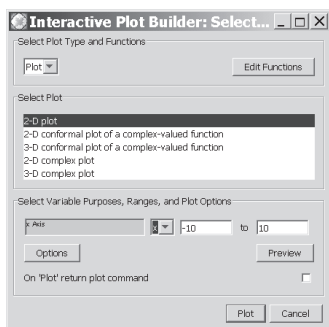 Interactive Plot Builder: Select...
Select Plot Type and Functions
Plot
Edit Functions
Select Plot
2-D plot
2-D conformal plot of a complex-valued function
3-D conformal plot of a complex-valued function
2-D complex plot
3-D complex plot
Select Variable Purposes, Ranges, and Plot Options
x Axis x -10 to 10
Options Preview
On 'Plot' return plot command
Plot Cancel